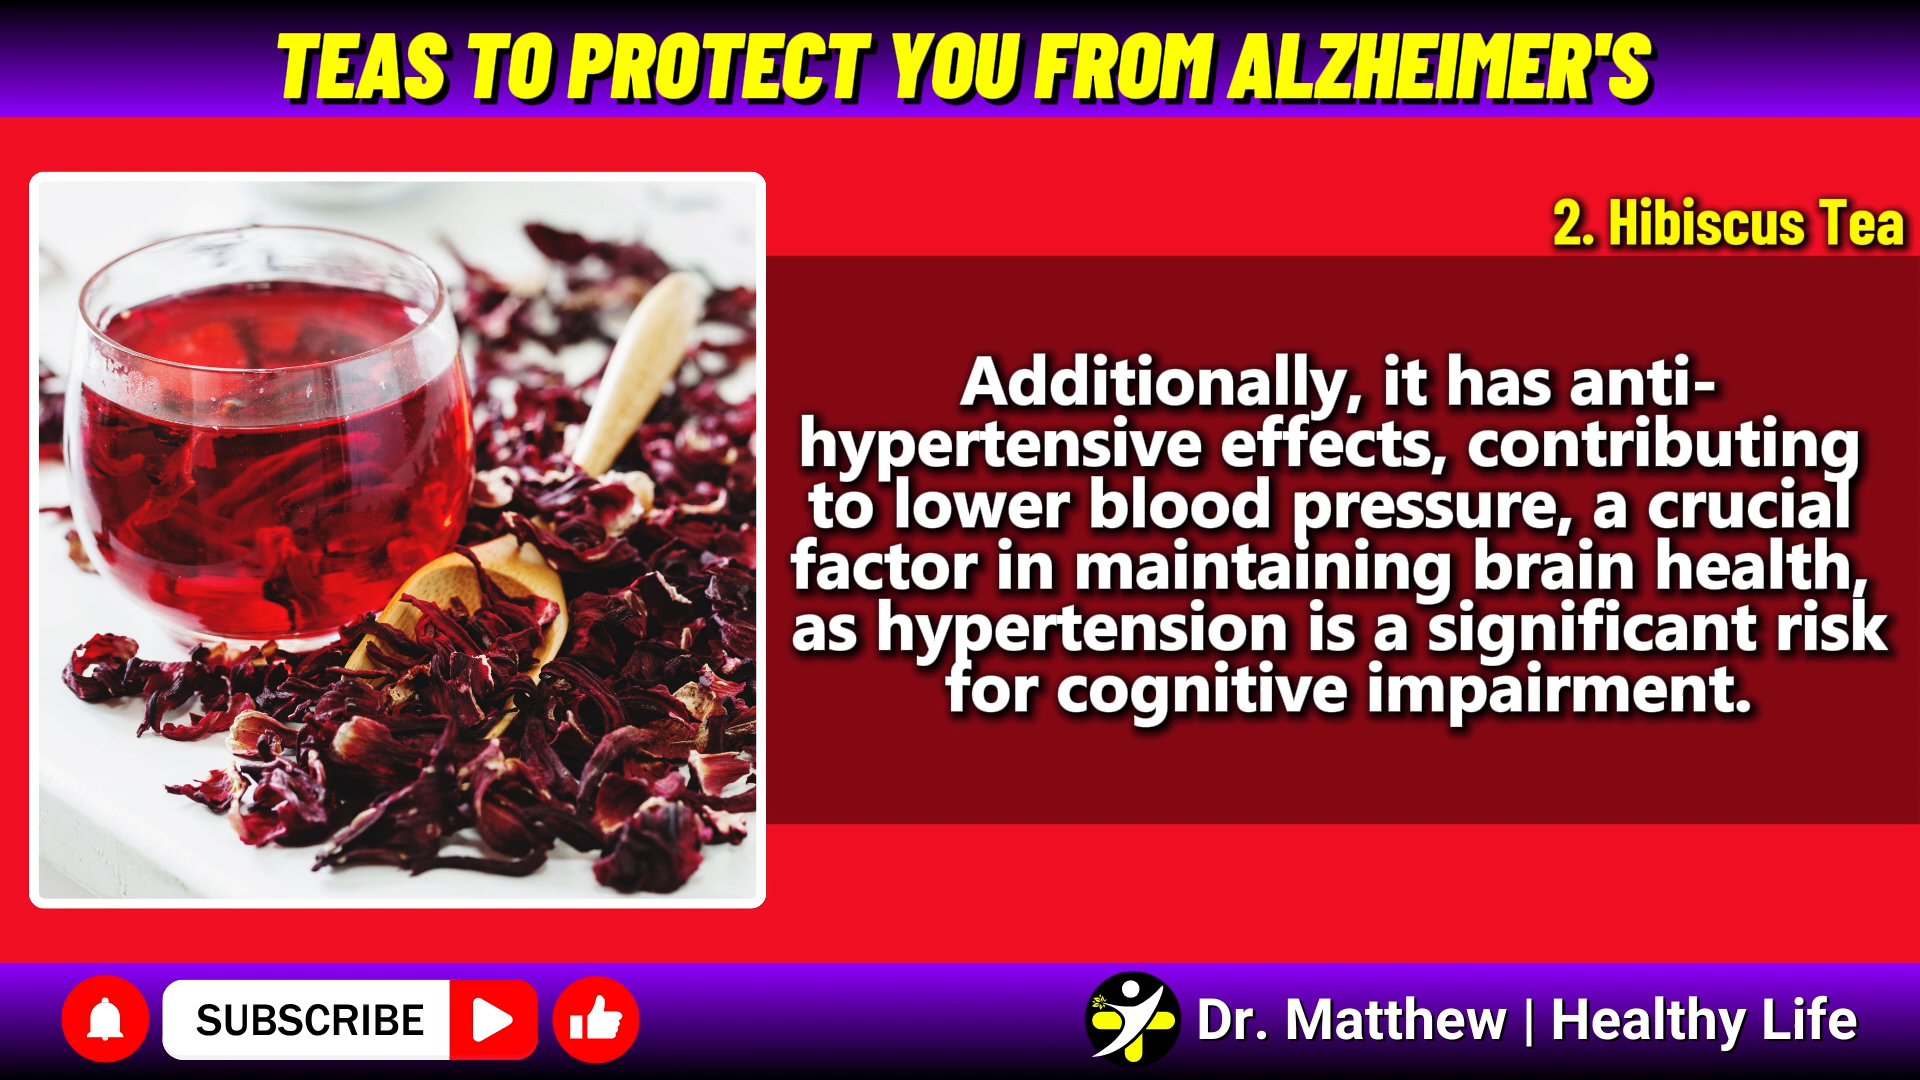 TEAS TO PROTECT YOU FROM ALZHEIMER'S
2. Hibiscus Tea
Additionally, it has anti-
hypertensive effects, contributing
to lower blood pressure, a crucial
factor in maintaining brain health,
as hypertension is a significant risk
for cognitive impairment.
SUBSCRIBE
Dr. Matthew | Healthy Life